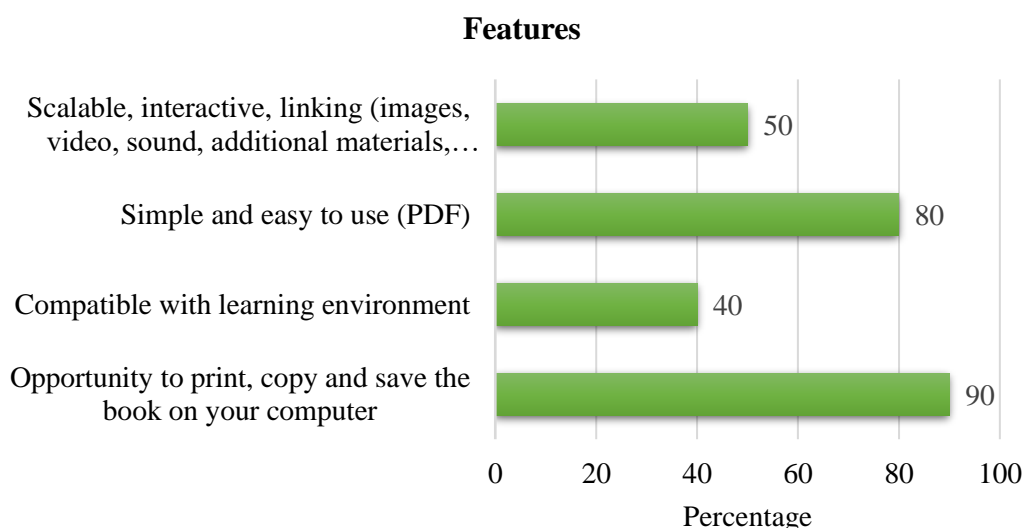 Features
Scalable, interactive, linking (images,
video, sound, additional materials,…
50
Simple and easy to use (PDF)
80
Compatible with learning environment
40
Opportunity to print, copy and save the
book on your computer
90
0 20 40 60 80 100
Percentage